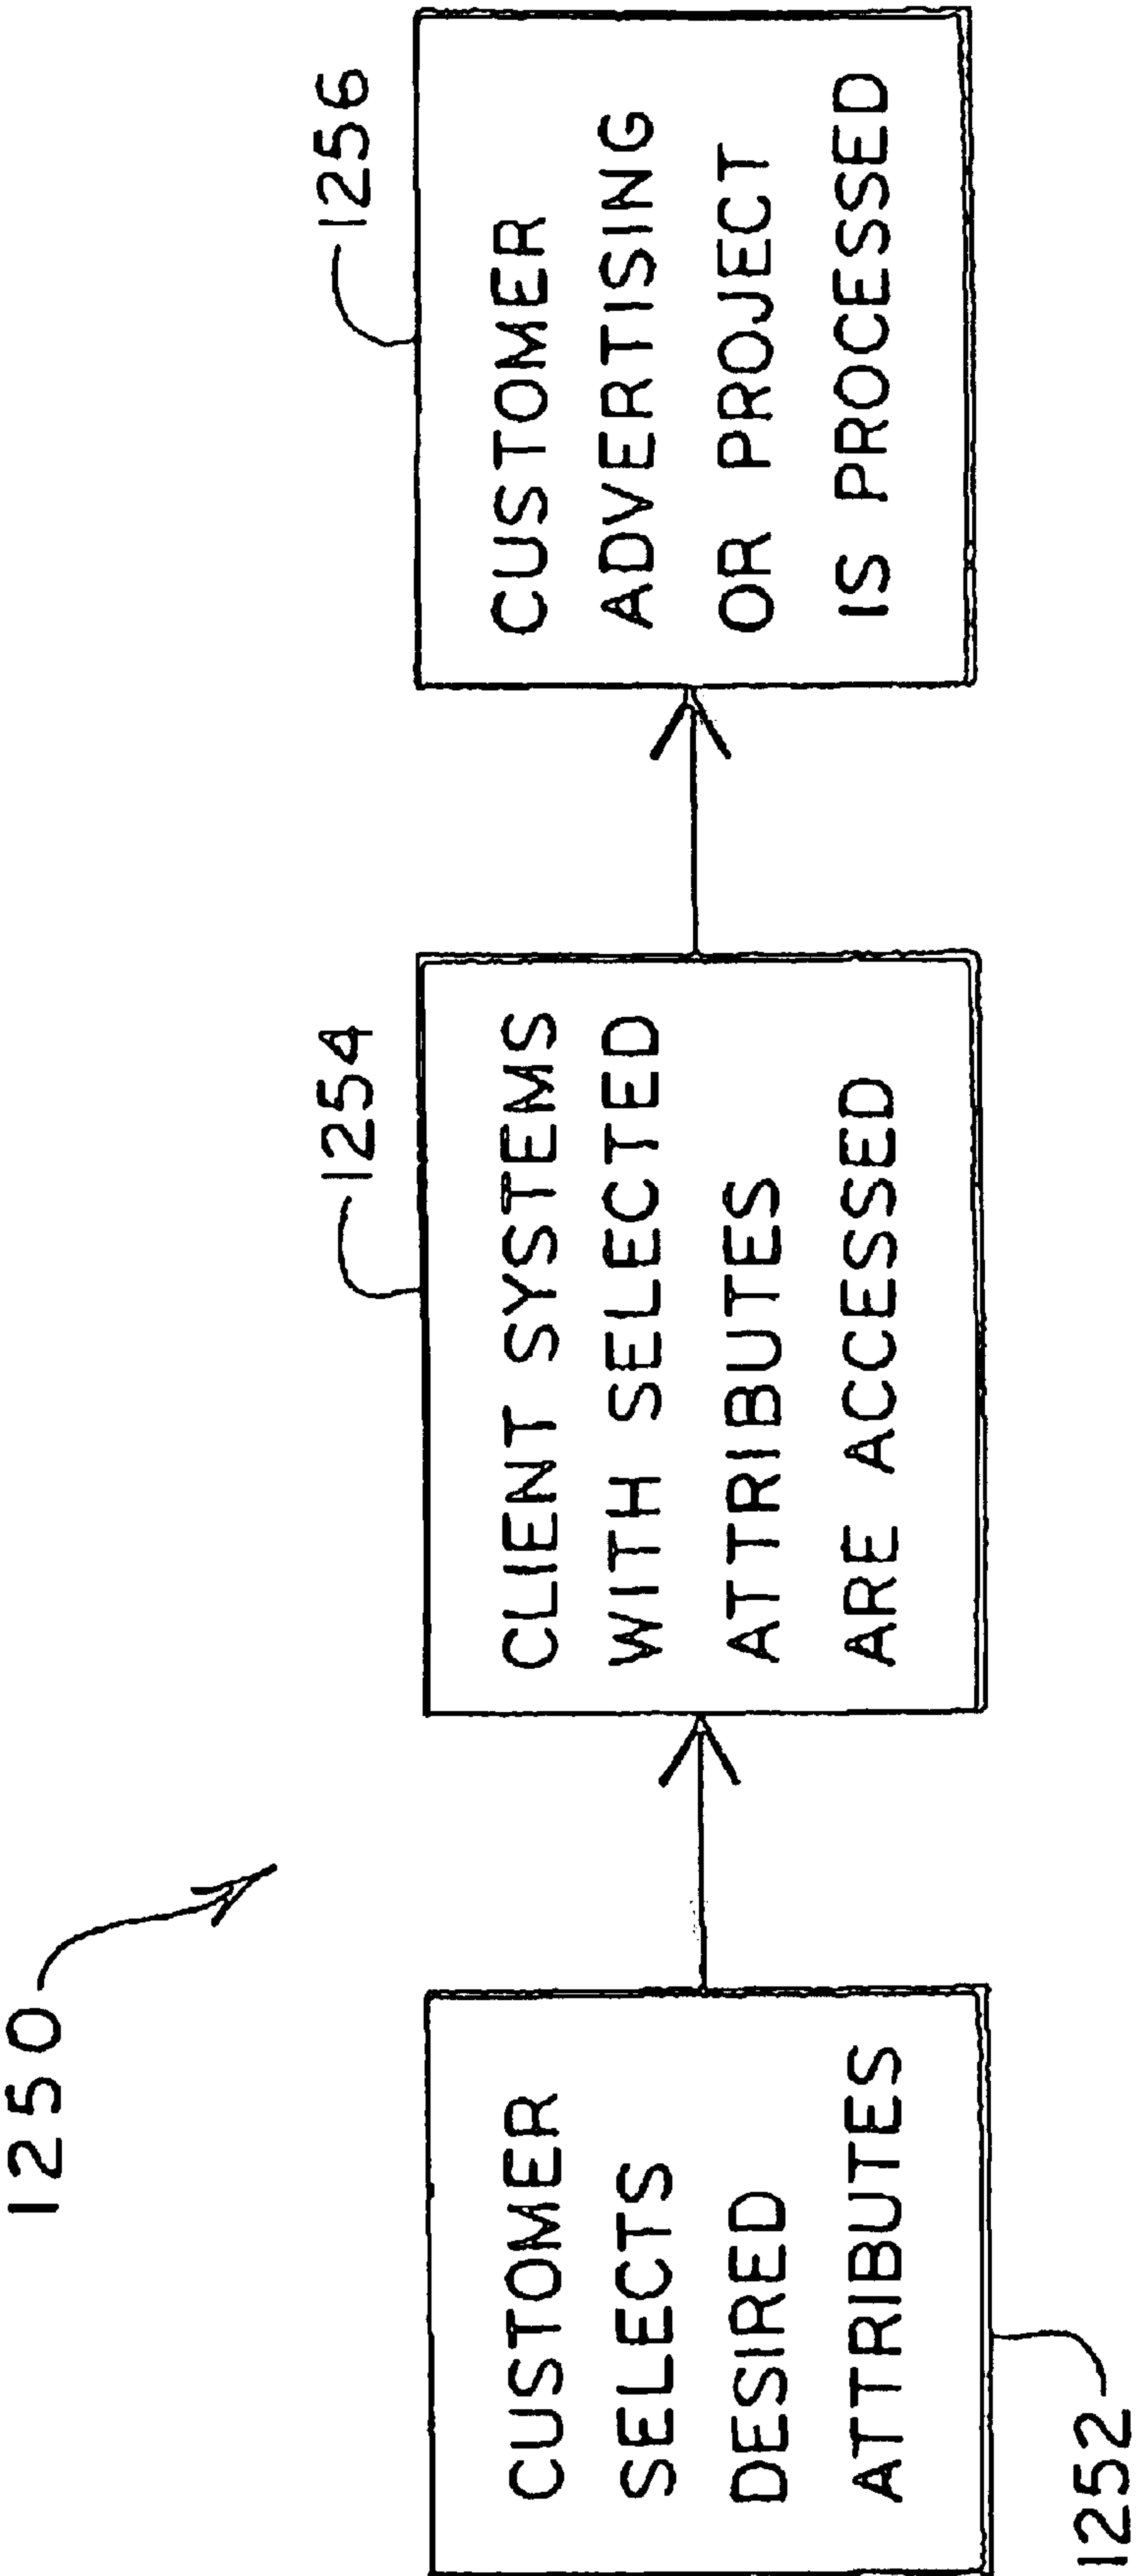 1250
CUSTOMER
SELECTS
DESIRED
ATTRIBUTES
1252
1254
CLIENT SYSTEMS
WITH SELECTED
ATTRIBUTES
ARE ACCESSED
1256
CUSTOMER
ADVERTISING
OR PROJECT
IS PROCESSED